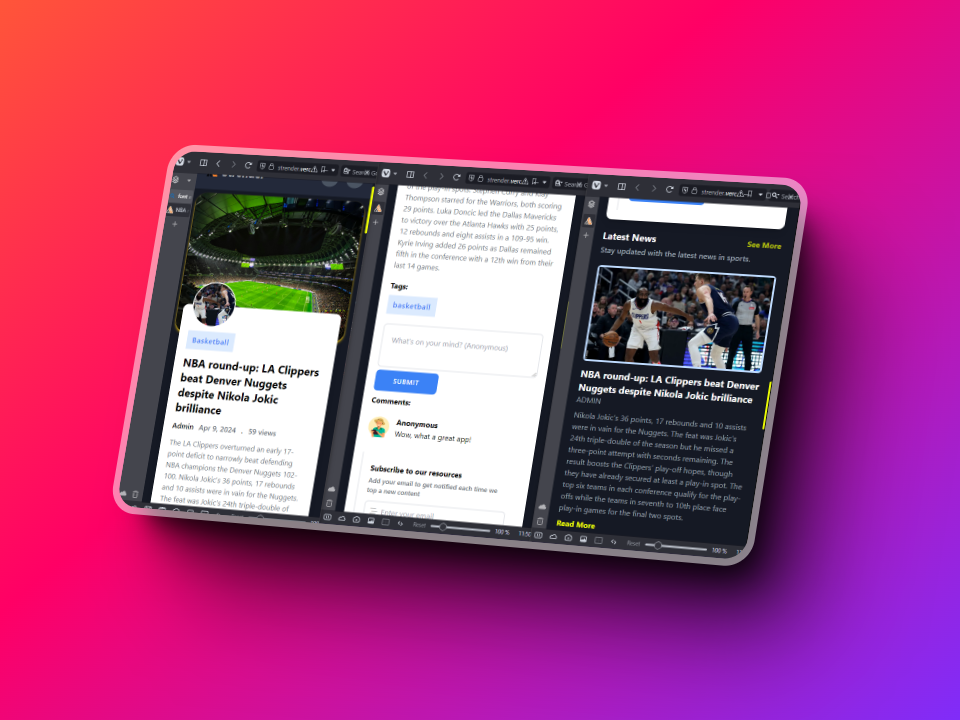 NBA
Basketball
NBA round-up: LA Clippers
beat Denver Nuggets
despite Nikola Jokic
brilliance
Admin Apr 9, 2024 . 59 views
The LA Clippers overturned an early 17-
point deficit to narrowly beat defending
NBA champions the Denver Nuggets 102-
100. Nikola Jokic's 36 points, 17 rebounds
and 10 assists were in vain for the Nuggets.
The feat was Jokic's 24th triple-double of
strender.verc
Thompson starred for the Warriors, both scoring
29 points. Luka Doncic led the Dallas Mavericks
to victory over the Atlanta Hawks with 25 points,
12 rebounds and eight assists in a 109-95 win.
Kyrie Irving added 26 points as Dallas remained
fifth in the conference with a 12th win from their
last 14 games.
Tags:
basketball
What's on your mind? (Anonymous)
SUBMIT
Comments:
Anonymous
Wow, what a great app!
Subscribe to our resources
Add your email to get notified each time we
top a new content
Enter your email
Reset 100 %
strender.verc
Latest News
See More
Stay updated with the latest news in sports.
CLIPPERS
NBA round-up: LA Clippers beat Denver
Nuggets despite Nikola Jokic brilliance
ADMIN
Nikola Jokic's 36 points, 17 rebounds and 10 assists
were in vain for the Nuggets. The feat was Jokic's
24th triple-double of the season but he missed a
three-point attempt with seconds remaining. The
result boosts the Clippers' play-off hopes, though
they have already secured at least a play-in spot. The
top six teams in each conference qualify for the play-
offs while the teams in seventh to 10th place face
play-in games for the final two spots.
Read More
Reset 100 %